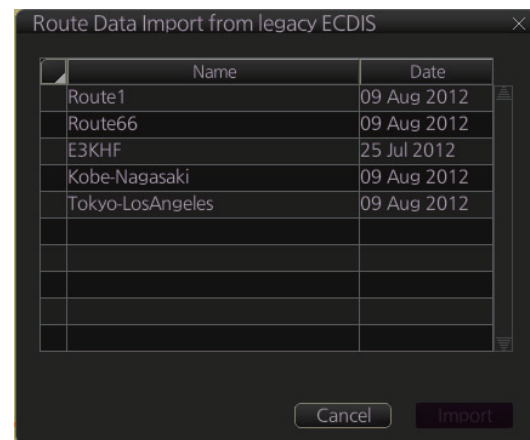 Route Data Import from legacy ECDIS
Name Date
Route1 09 Aug 2012
Route66 09 Aug 2012
E3KHF 25 Jul 2012
Kobe-Nagasaki 09 Aug 2012
Tokyo-LosAngeles 09 Aug 2012
Cancel Import